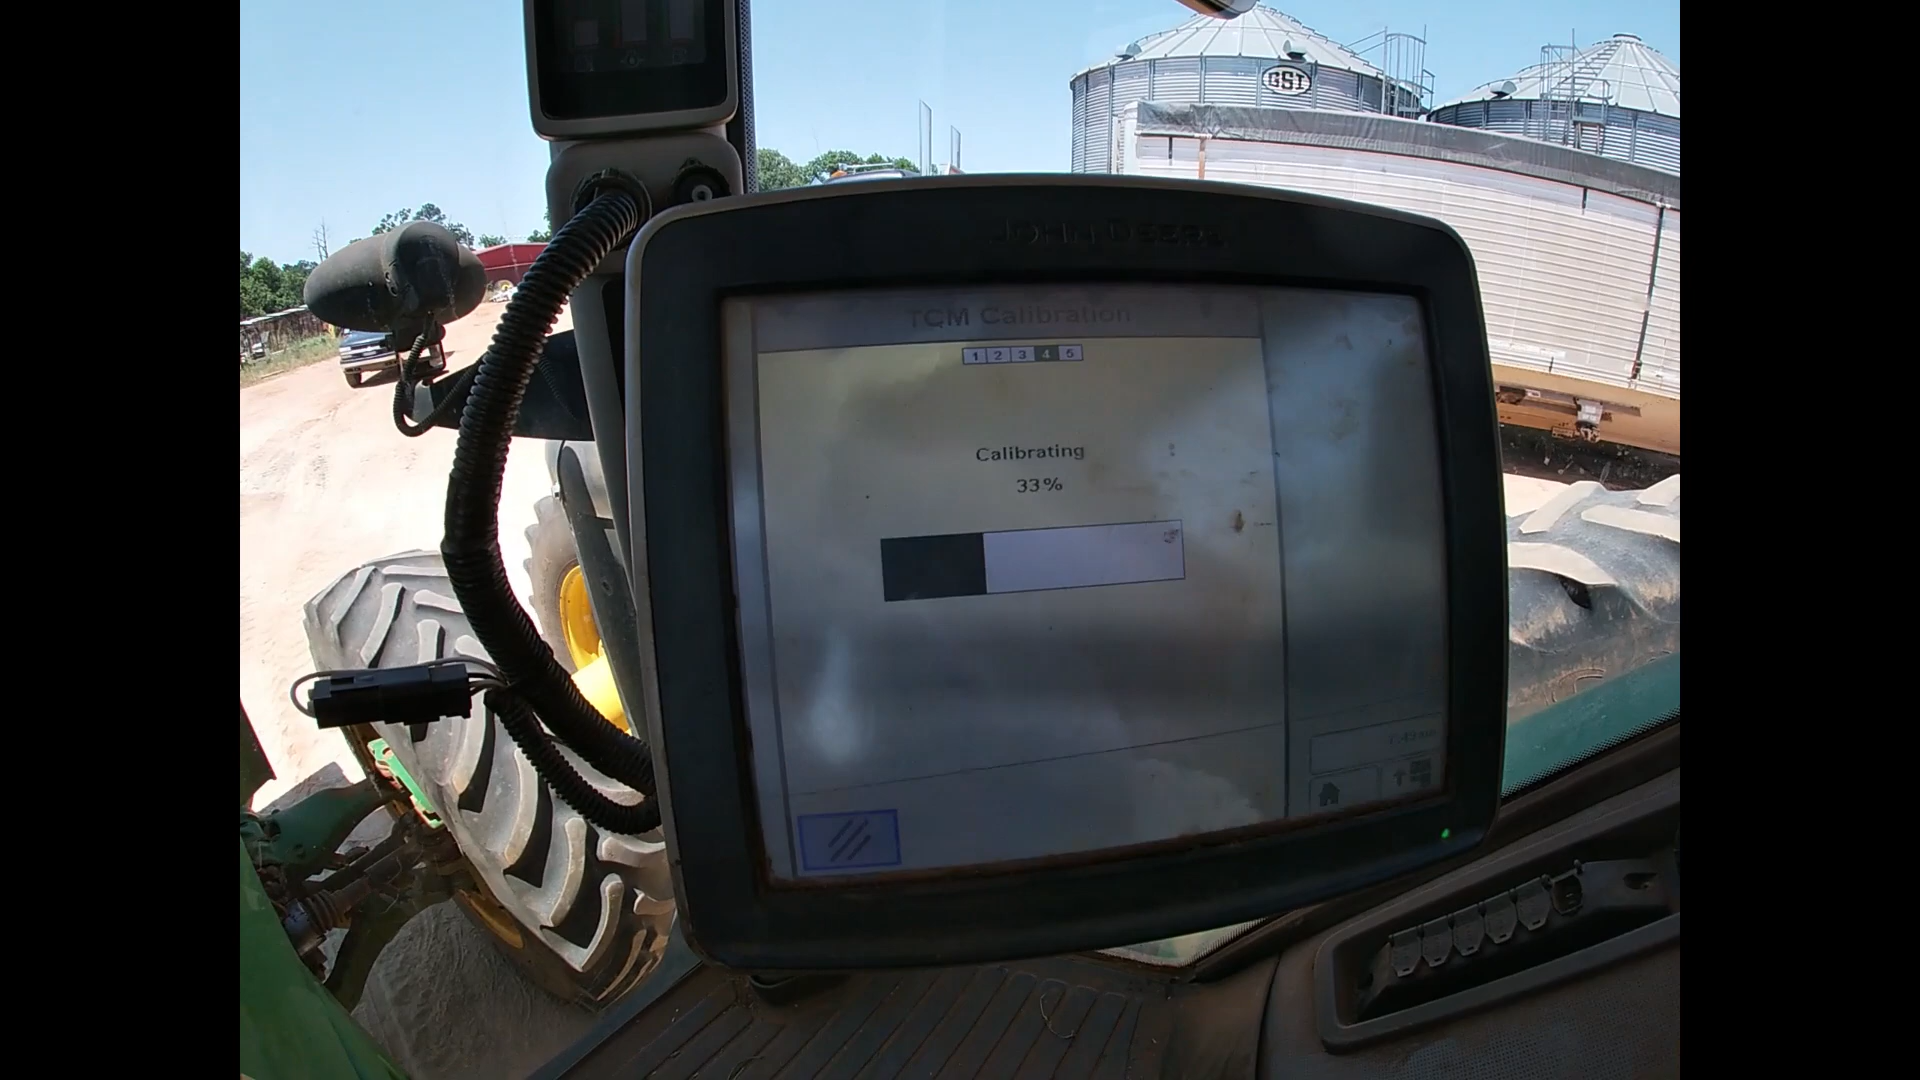 GSI
JOHN DEERE
TCM Calibration
1 2 3 4 5
Calibrating
33%